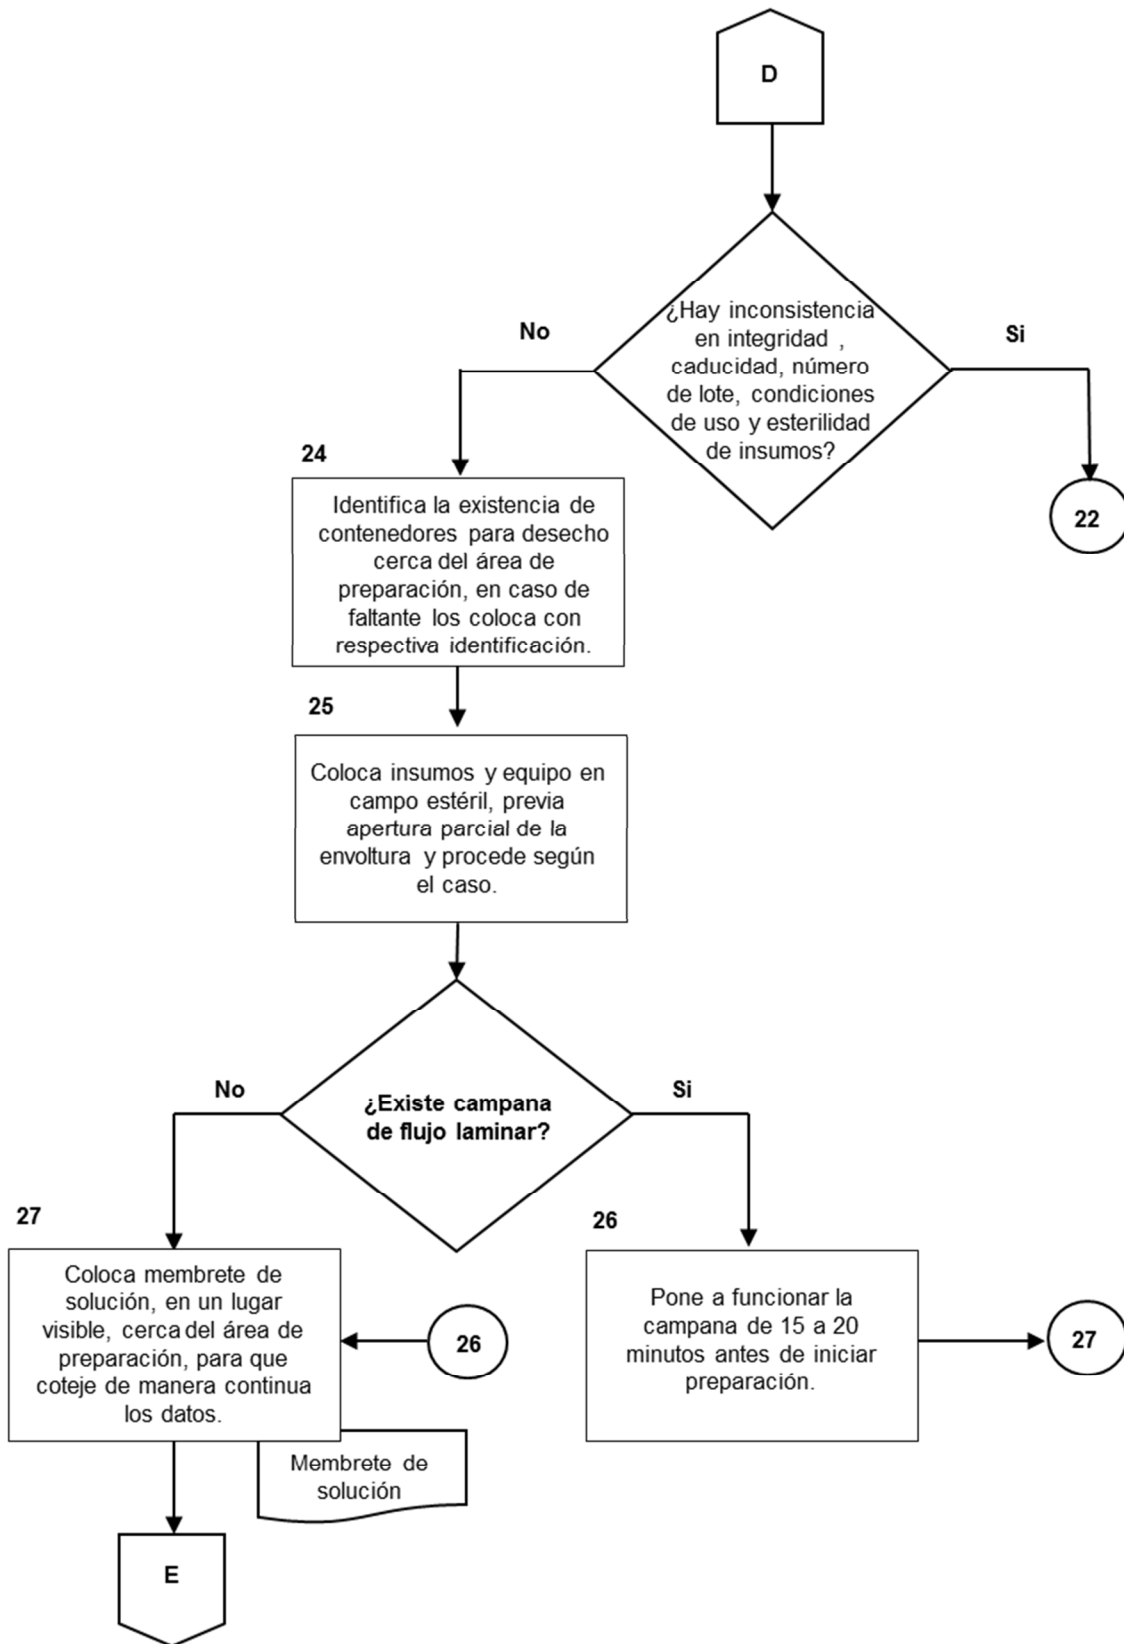 D
¿Hay inconsistencia
en integridad ,
caducidad, número
de lote, condiciones
de uso y esterilidad
de insumos?
No
Si
22
24
Identifica la existencia de
contenedores para desecho
cerca del área de
preparación, en caso de
faltante los coloca con
respectiva identificación.
25
Coloca insumos y equipo en
campo estéril, previa
apertura parcial de la
envoltura y procede según
el caso.
¿Existe campana
de flujo laminar?
No
Si
27
Coloca membrete de
solución, en un lugar
visible, cerca del área de
preparación, para que
coteje de manera continua
los datos.
26
Membrete de
solución
26
Pone a funcionar la
campana de 15 a 20
minutos antes de iniciar
preparación.
27
E